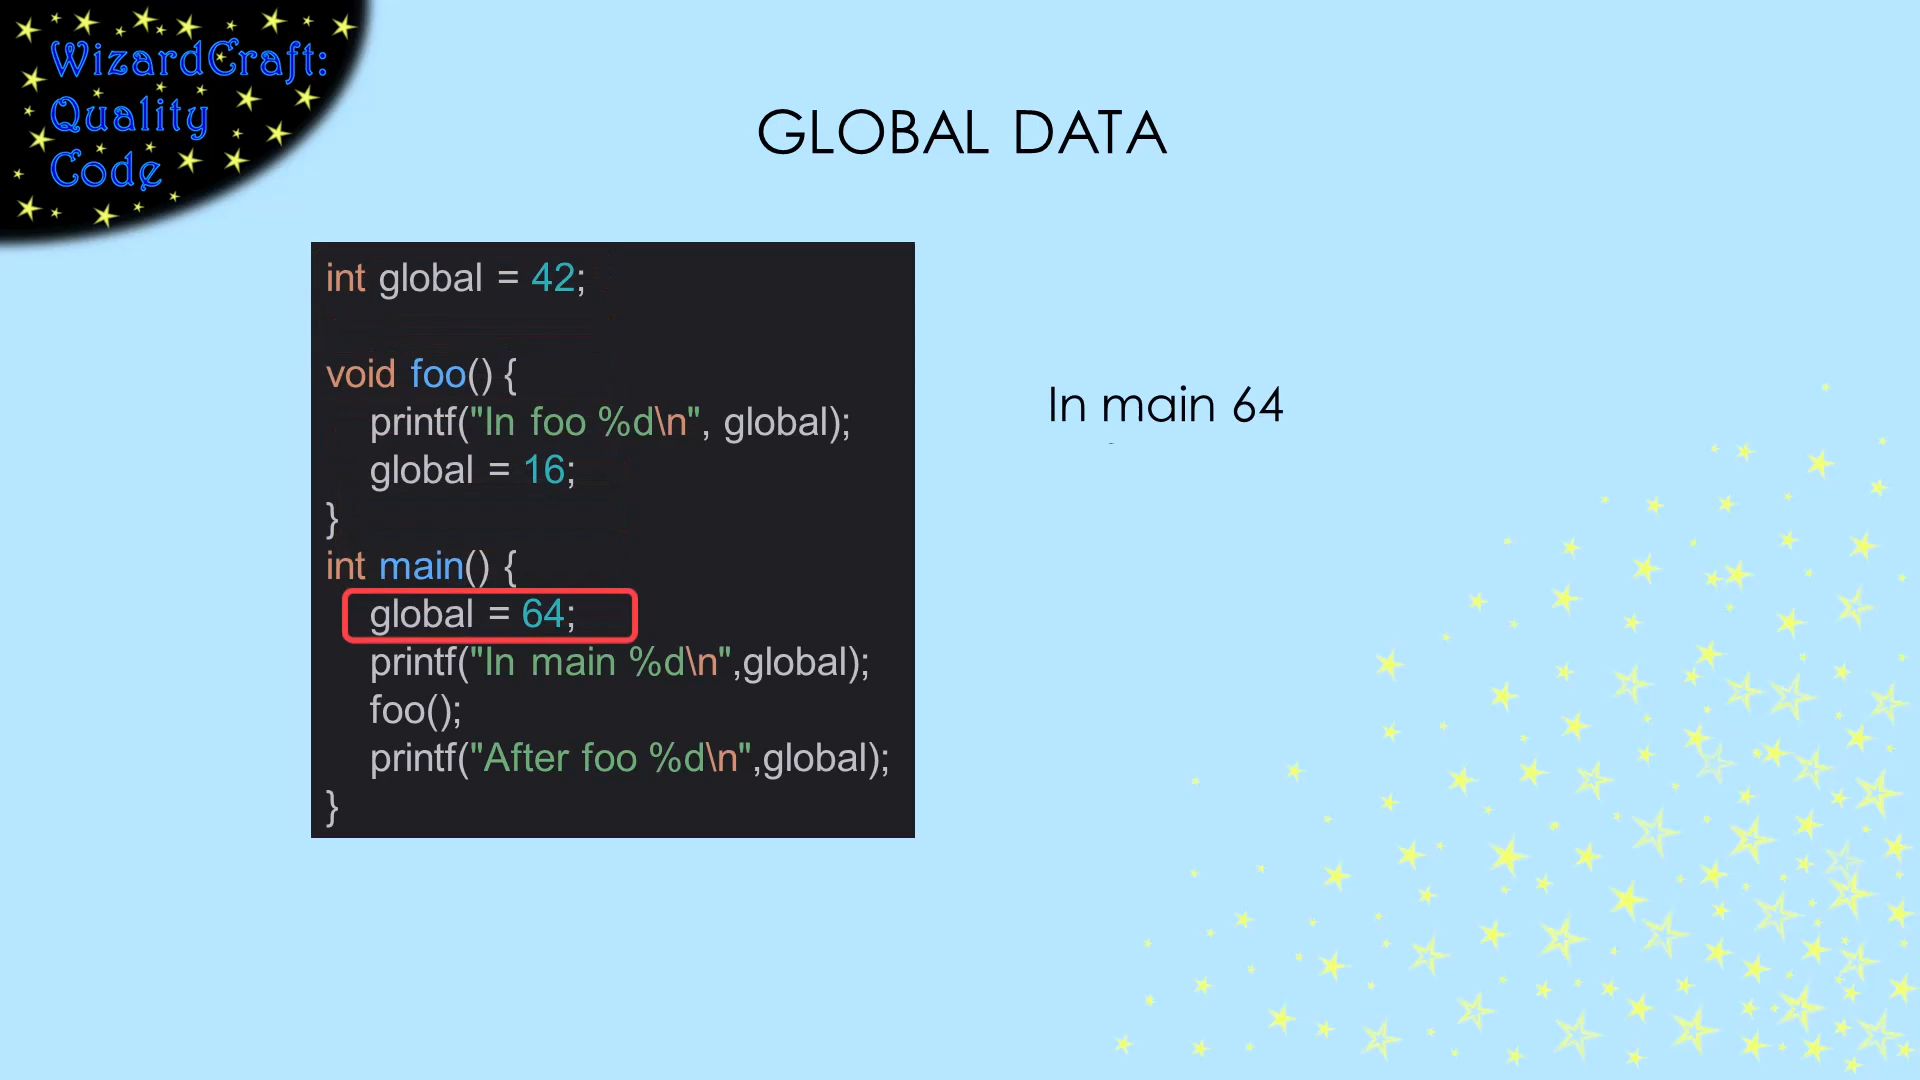 WizardCraft:
Quality
Code
GLOBAL DATA
int global = 42;
void foo() {
printf("In foo %d\n", global);
global = 16;
}
int main() {
global = 64;
printf("In main %d\n",global);
foo();
printf("After foo %d\n",global);
}
In main 64